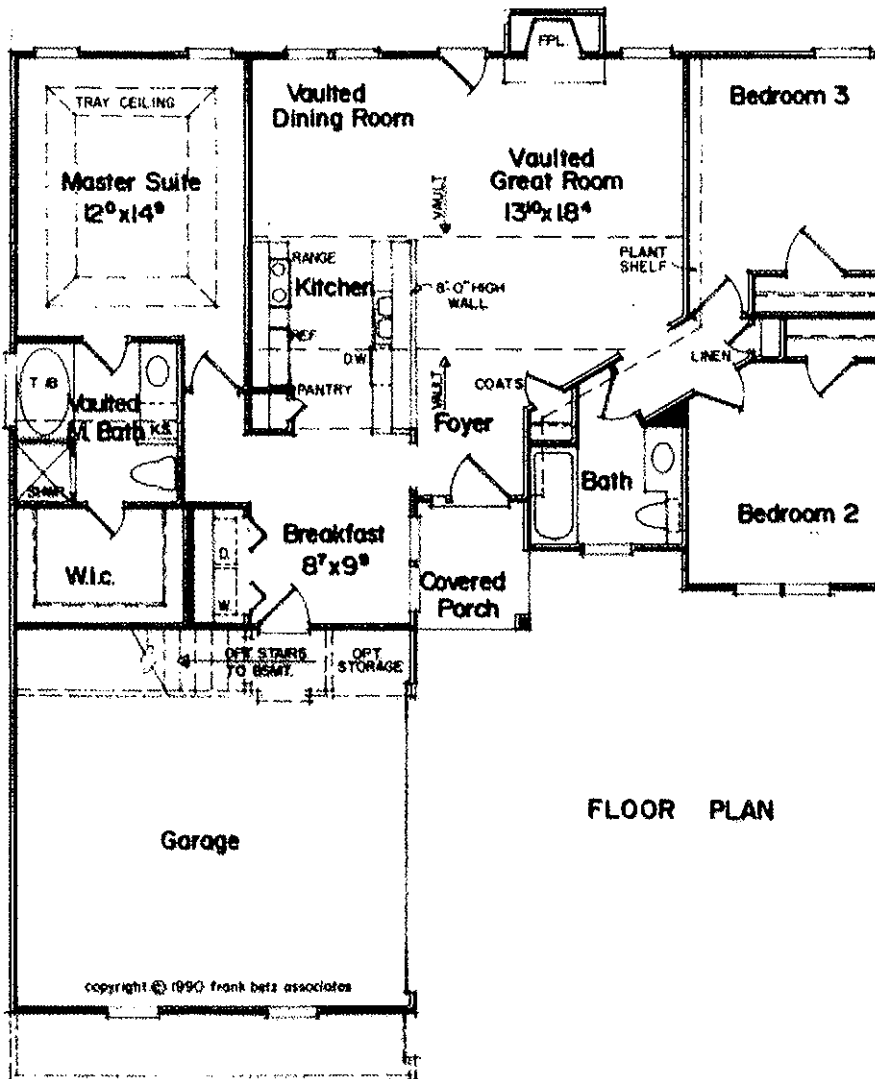 FPL.
TRAY CEILING
Vaulted
Dining Room
Bedroom 3
Master Suite
12⁰x14⁹
Vaulted
Great Room
13¹⁰x18⁴
VAULT
PLANT
SHELF
RANGE
Kitchen
8'-0" HIGH
WALL
REF.
D.W.
LINEN
TUB
PANTRY
VAULT
COATS
Vaulted
M. Bath
K.S.
Foyer
SHWR.
Bath
Bedroom 2
Breakfast
8⁷x9⁹
D.
W.
W.i.c.
Covered
Porch
OPT. STAIRS
TO BSMT.
OPT.
STORAGE
FLOOR PLAN
Garage
copyright © 1990 frank betz associates